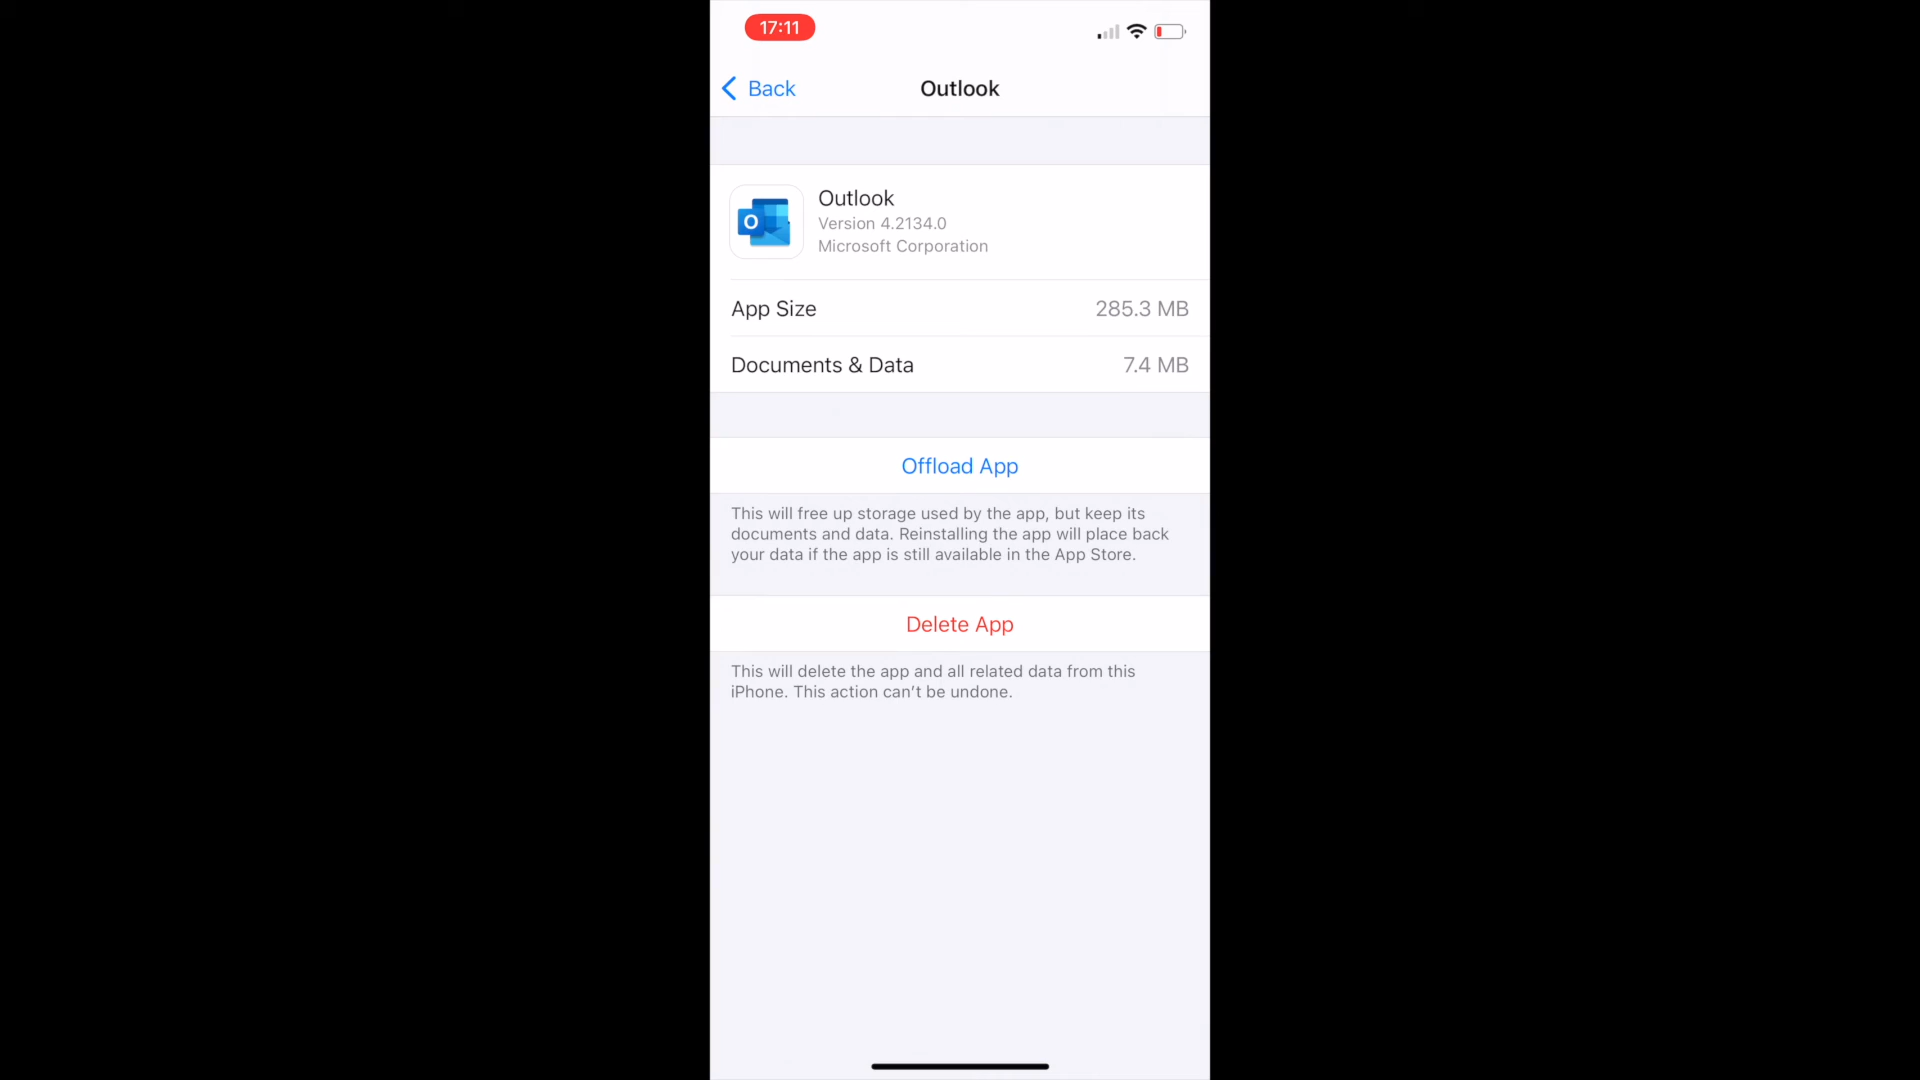 17:11
Back
Outlook
Outlook
Version 4.2134.0
Microsoft Corporation
App Size 285.3 MB
Documents & Data 7.4 MB
Offload App
This will free up storage used by the app, but keep its
documents and data. Reinstalling the app will place back
your data if the app is still available in the App Store.
Delete App
This will delete the app and all related data from this
iPhone. This action can’t be undone.